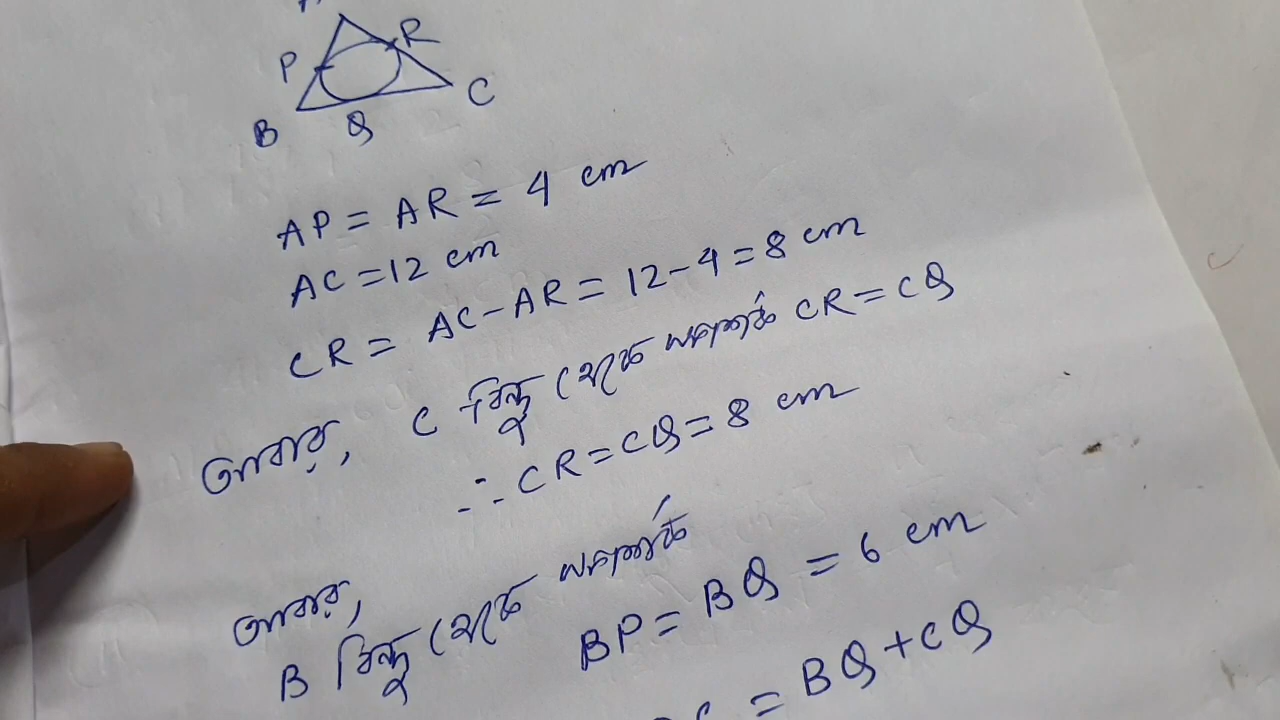 R
P
C
B
Q
AP = AR = 4 cm
AC = 12 cm
CR = AC - AR = 12 - 4 = 8 cm
আবার, C বিন্দু থেকে স্পর্শক CR = CQ
∴ CR = CQ = 8 cm
আবার,
B বিন্দু থেকে স্পর্শক
BP = BQ = 6 cm
= BQ + CQ